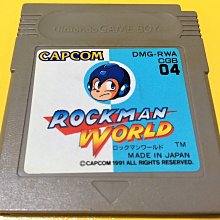 Nintendo GAME BOY
CAPCOM
DMG-RWA
CGB
04
ROCKMAN
WORLD
TM
ロックマンワールド
MADE IN JAPAN
©CAPCOM 1991 ALL RIGHTS RESERVED.